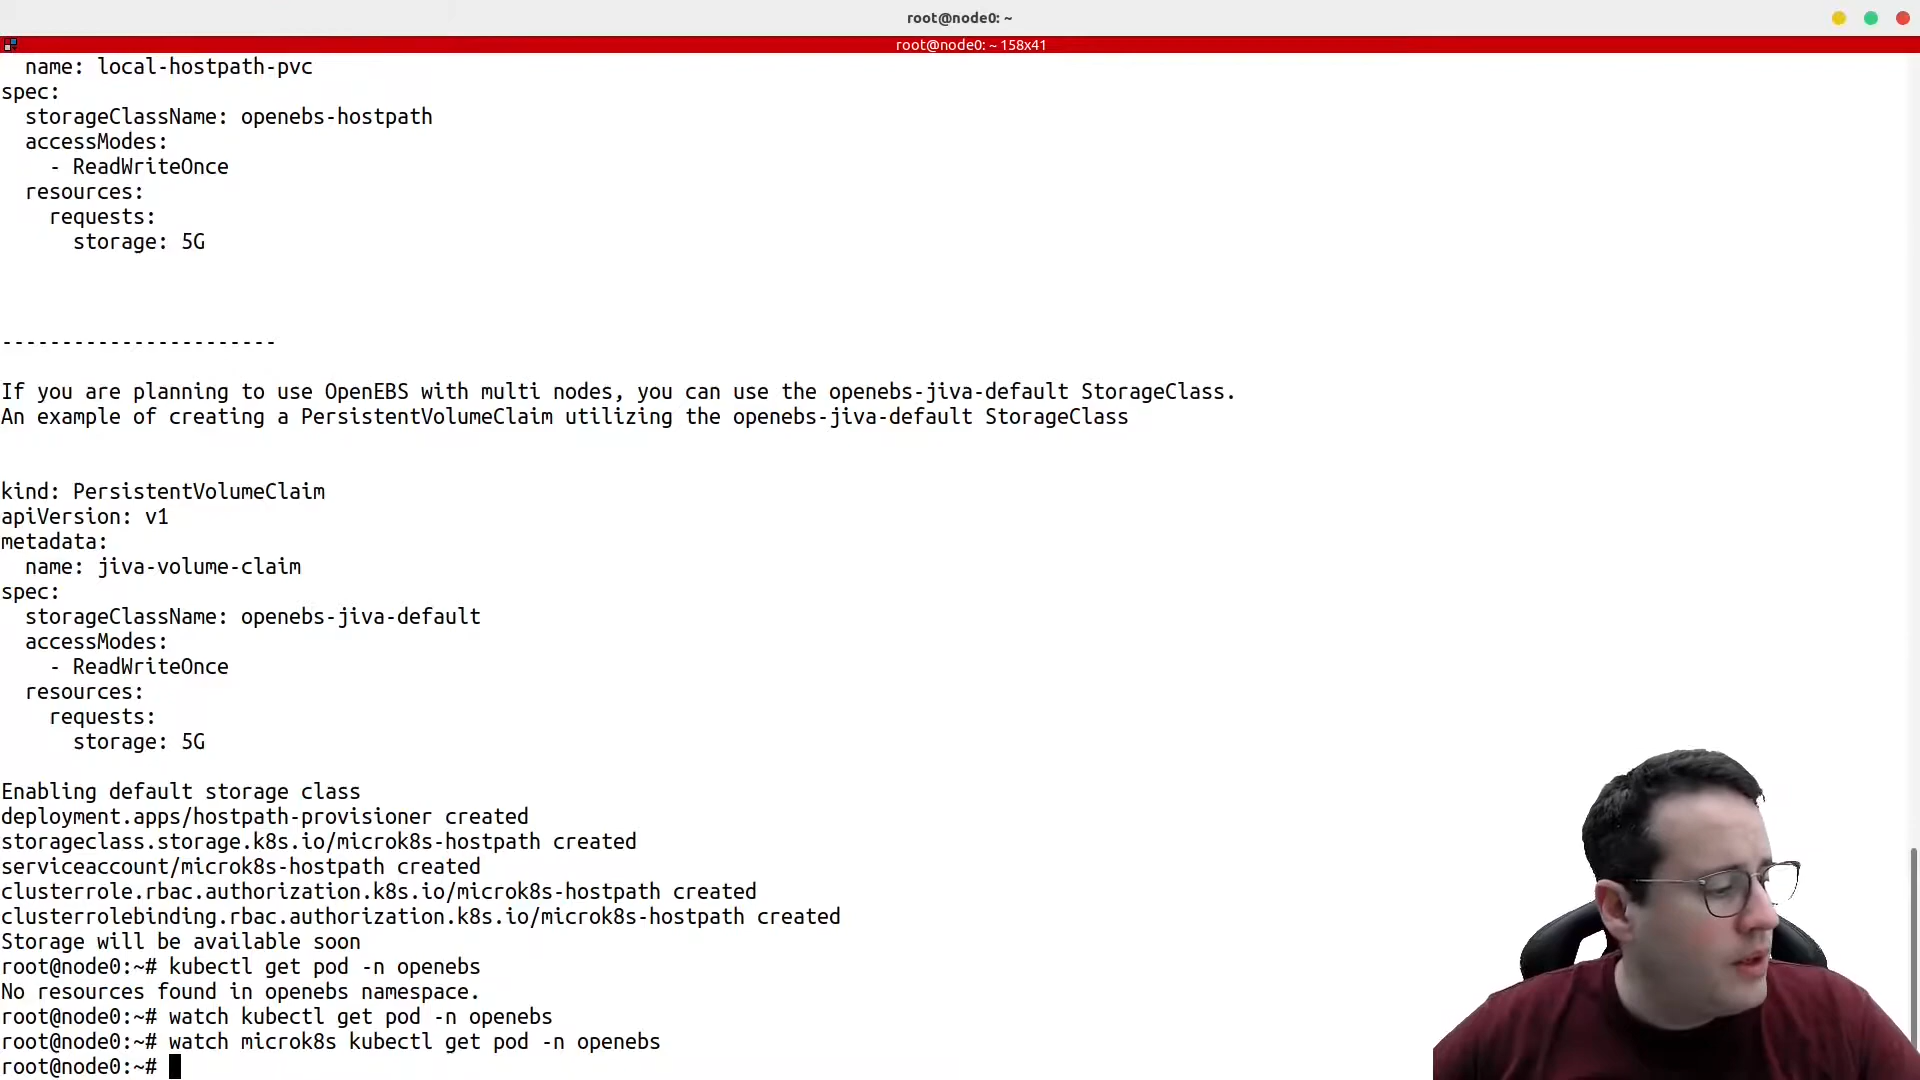 root@node0: ~
root@node0: ~ 158x41
name: local-hostpath-pvc
spec:
storageClassName: openebs-hostpath
accessModes:
- ReadWriteOnce
resources:
requests:
storage: 5G
-----------------------
If you are planning to use OpenEBS with multi nodes, you can use the openebs-jiva-default StorageClass.
An example of creating a PersistentVolumeClaim utilizing the openebs-jiva-default StorageClass
kind: PersistentVolumeClaim
apiVersion: v1
metadata:
name: jiva-volume-claim
spec:
storageClassName: openebs-jiva-default
accessModes:
- ReadWriteOnce
resources:
requests:
storage: 5G
Enabling default storage class
deployment.apps/hostpath-provisioner created
storageclass.storage.k8s.io/microk8s-hostpath created
serviceaccount/microk8s-hostpath created
clusterrole.rbac.authorization.k8s.io/microk8s-hostpath created
clusterrolebinding.rbac.authorization.k8s.io/microk8s-hostpath created
Storage will be available soon
root@node0:~# kubectl get pod -n openebs
No resources found in openebs namespace.
root@node0:~# watch kubectl get pod -n openebs
root@node0:~# watch microk8s kubectl get pod -n openebs
root@node0:~#